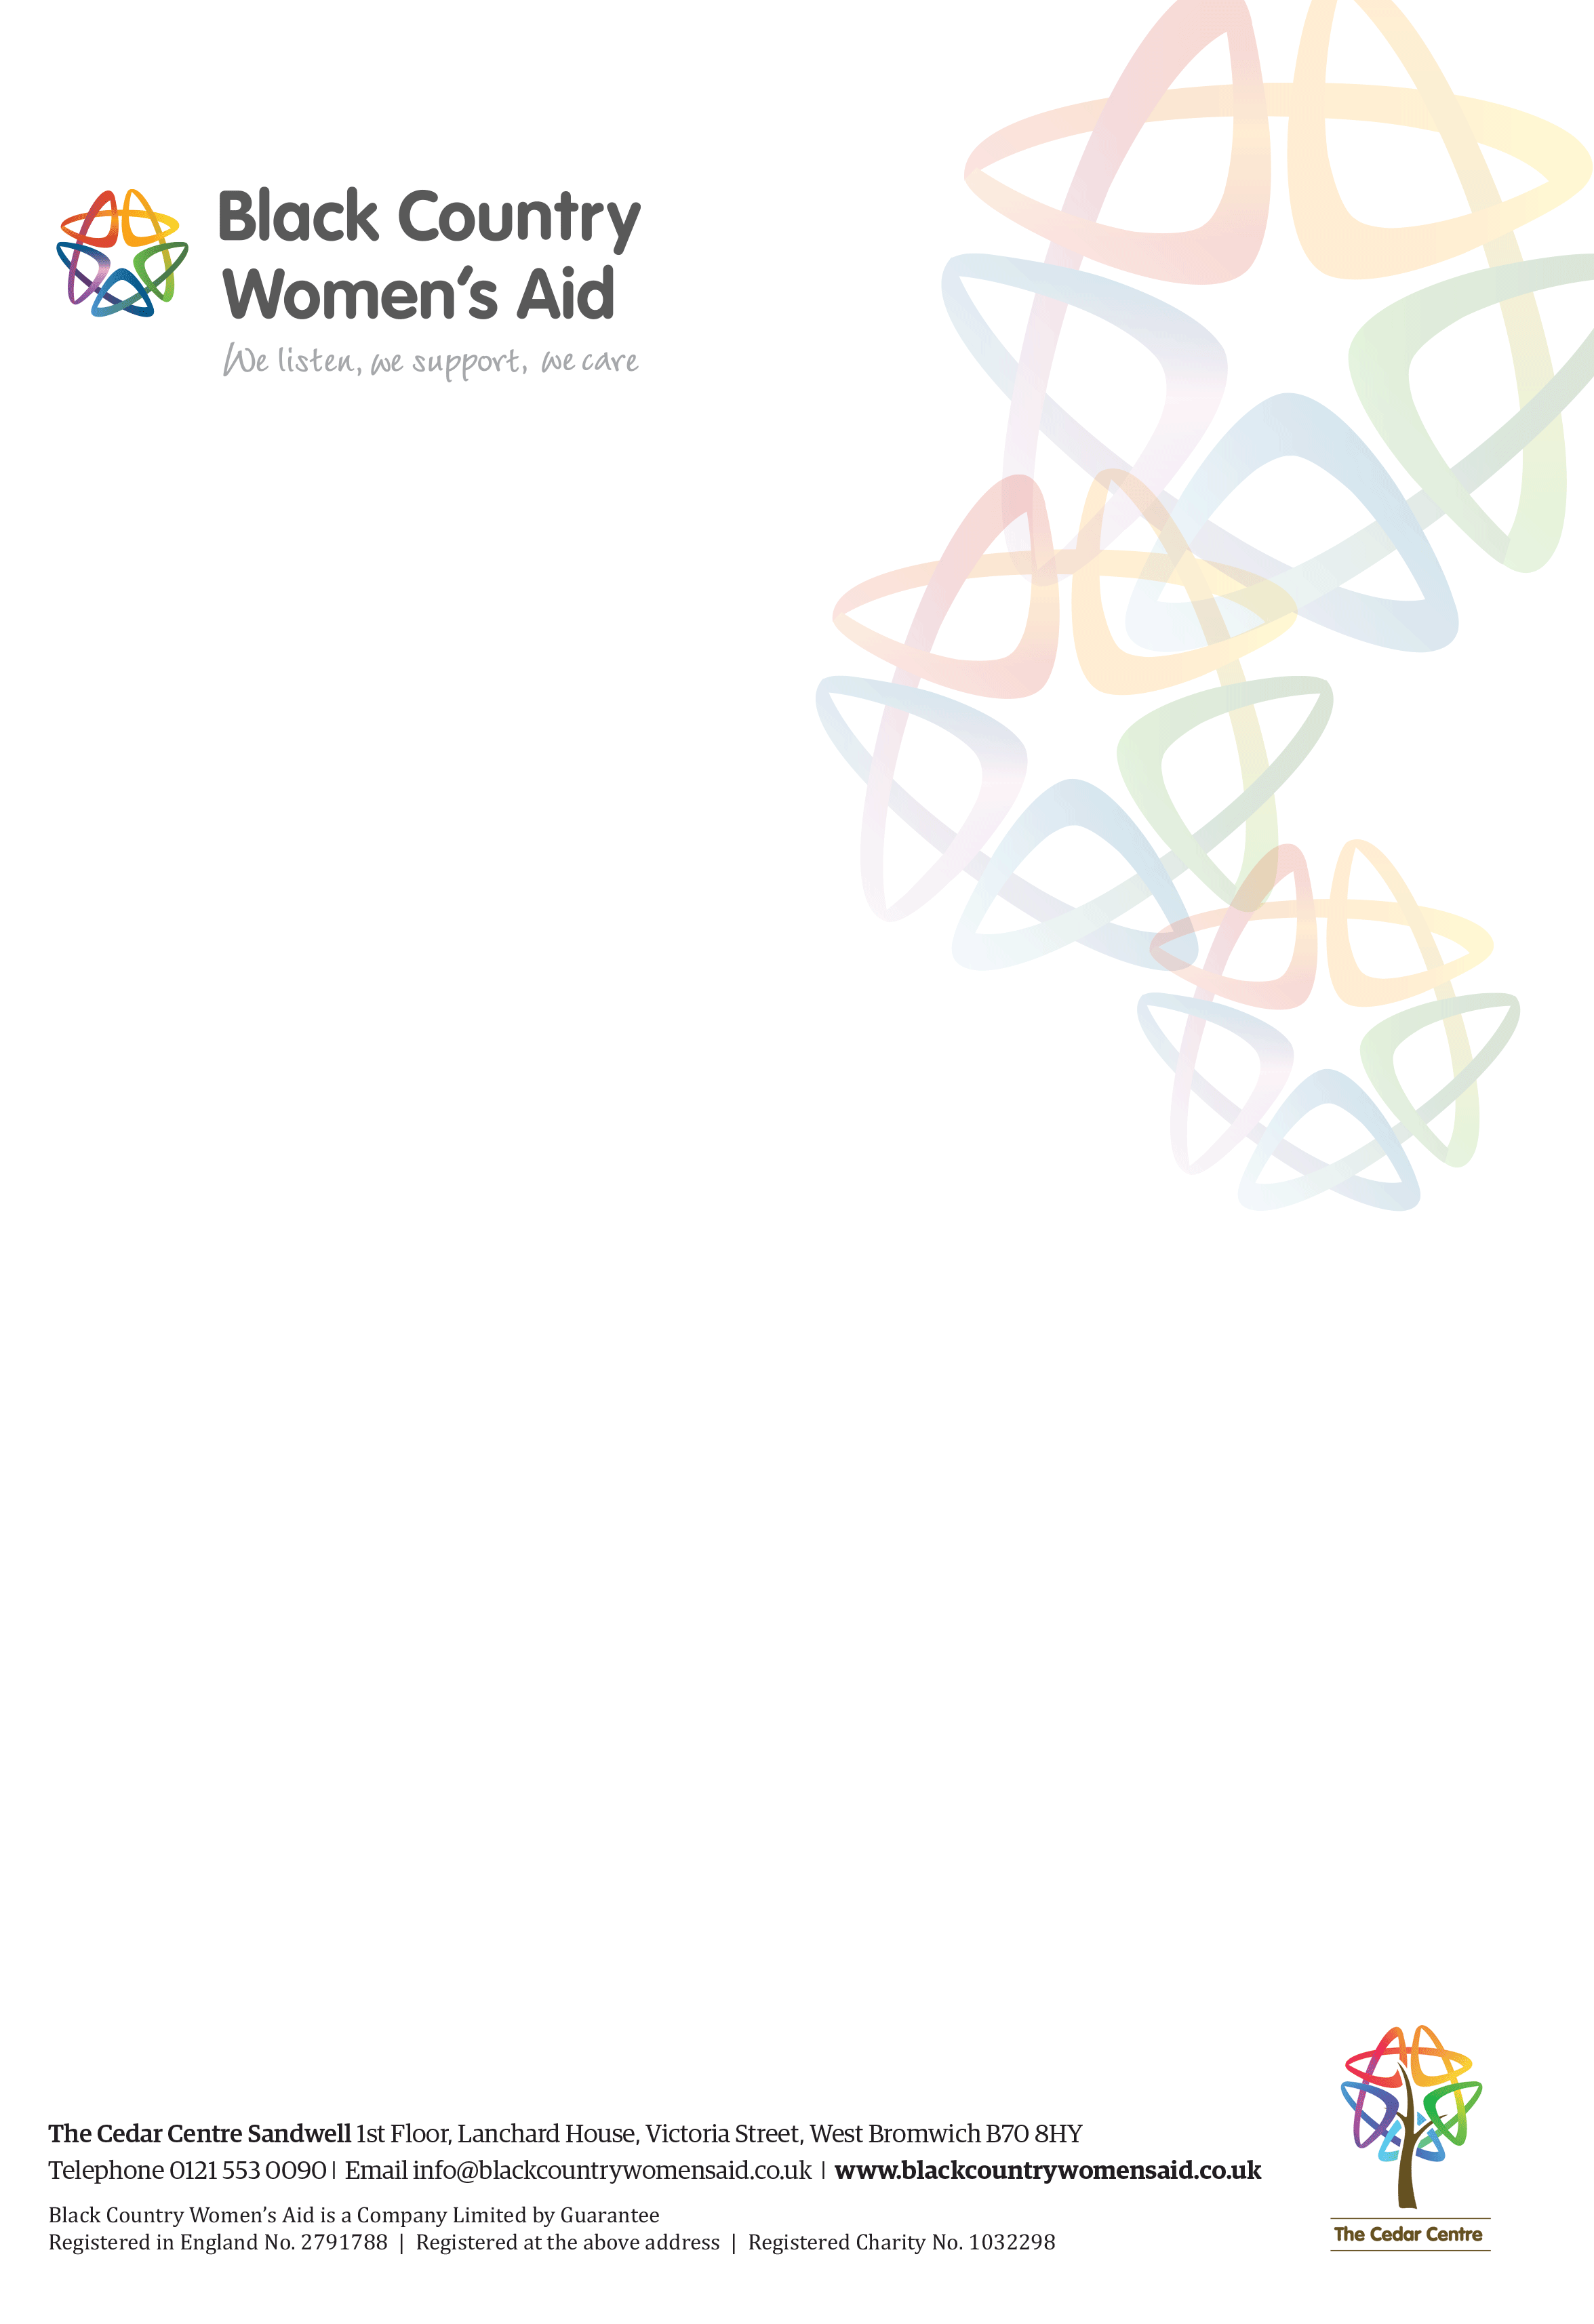 Black Country
Women's Aid
We listen, we support, we care
The Cedar Centre Sandwell 1st Floor, Lanchard House, Victoria Street, West Bromwich B70 8HY
Telephone 0121 553 0090 | Email info@blackcountrywomensaid.co.uk | www.blackcountrywomensaid.co.uk
Black Country Women's Aid is a Company Limited by Guarantee
Registered in England No. 2791788 | Registered at the above address | Registered Charity No. 1032298
The Cedar Centre